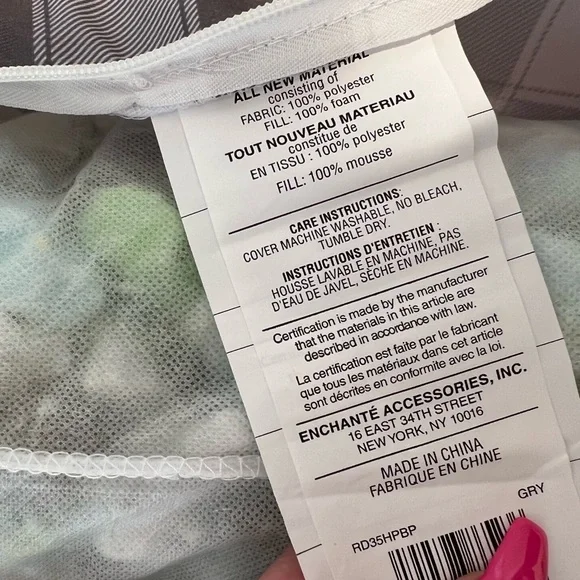 ALL NEW MATERIAL
consisting of
FABRIC: 100% polyester
FILL: 100% foam
TOUT NOUVEAU MATERIAU
constitue de
EN TISSU : 100% polyester
FILL: 100% mousse
CARE INSTRUCTIONS:
COVER MACHINE WASHABLE, NO BLEACH,
TUMBLE DRY.
INSTRUCTIONS D'ENTRETIEN :
HOUSSE LAVABLE EN MACHINE, PAS
D'EAU DE JAVEL, SÈCHE EN MACHINE.
Certification is made by the manufacturer
that the materials in this article are
described in accordance with law.
La certification est faite par le fabricant
que tous les matériaux dans cet article
sont décrites en conformité avec la loi.
ENCHANTÉ ACCESSORIES, INC.
16 EAST 34TH STREET
NEW YORK, NY 10016
MADE IN CHINA
FABRIQUE EN CHINE
RD35HPBP GRY